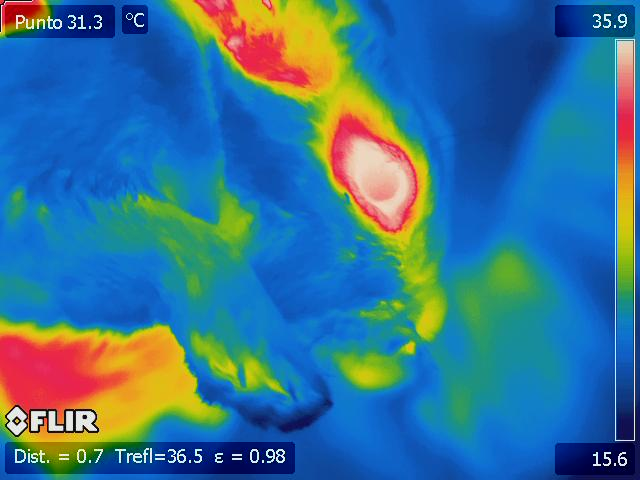 Punto 31.3 °C
35.9
FLIR
Dist. = 0.7 Trefl=36.5 ε = 0.98
15.6